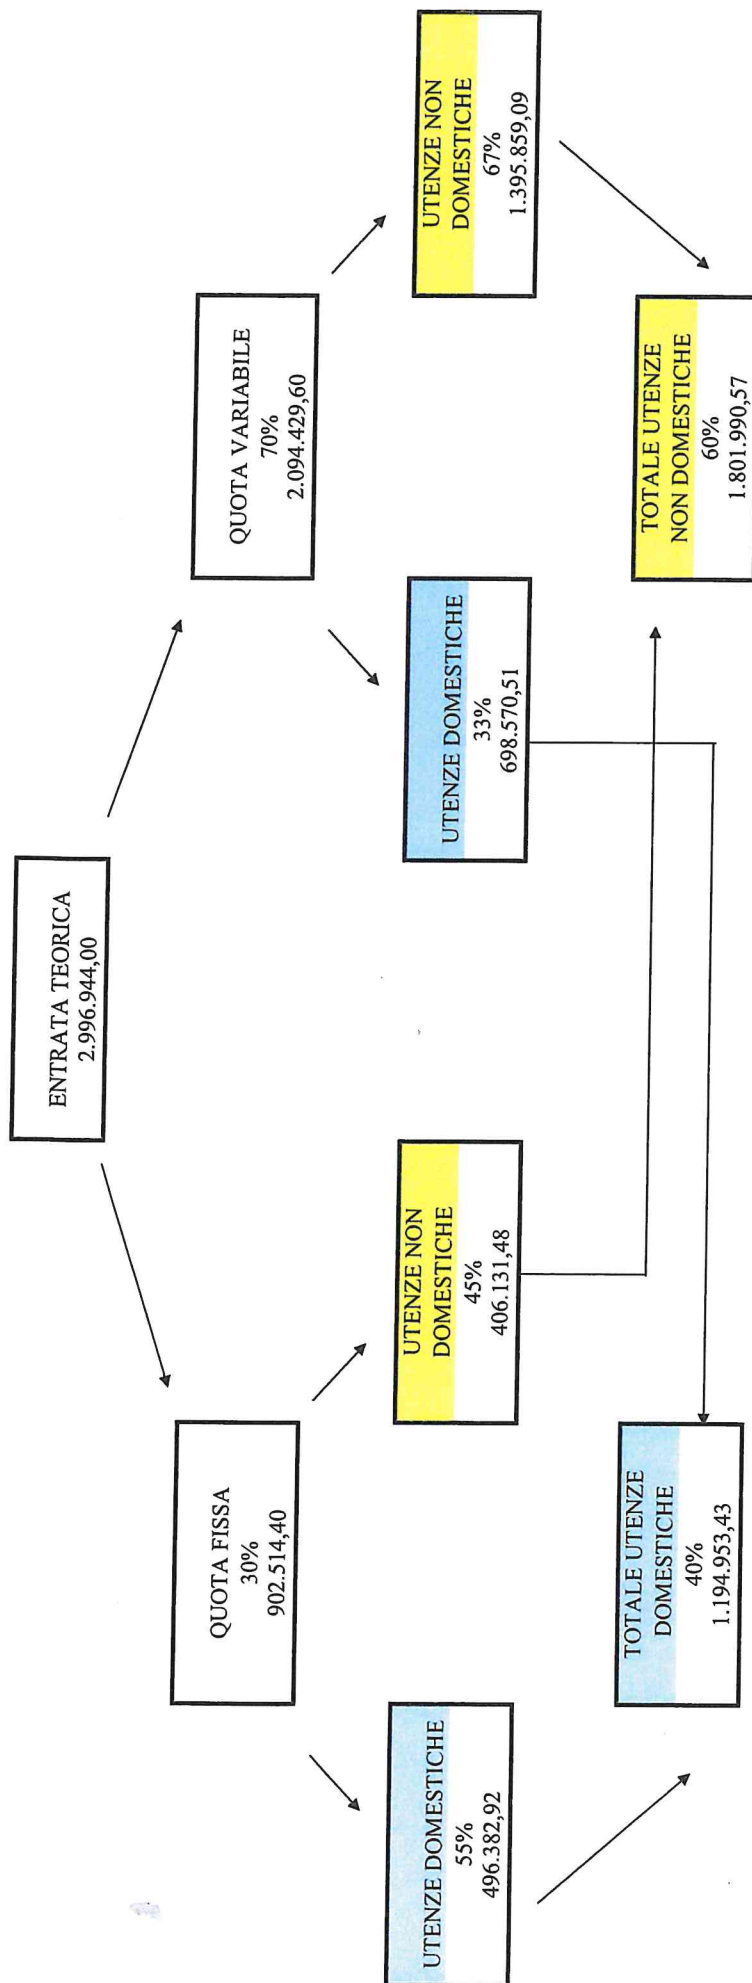 ENTRATA TEORICA
2.996.944,00
QUOTA FISSA
30%
902.514,40
QUOTA VARIABILE
70%
2.094.429,60
UTENZE DOMESTICHE
55%
496.382,92
UTENZE NON
DOMESTICHE
45%
406.131,48
UTENZE DOMESTICHE
33%
698.570,51
UTENZE NON
DOMESTICHE
67%
1.395.859,09
TOTALE UTENZE
DOMESTICHE
40%
1.194.953,43
TOTALE UTENZE
NON DOMESTICHE
60%
1.801.990,57